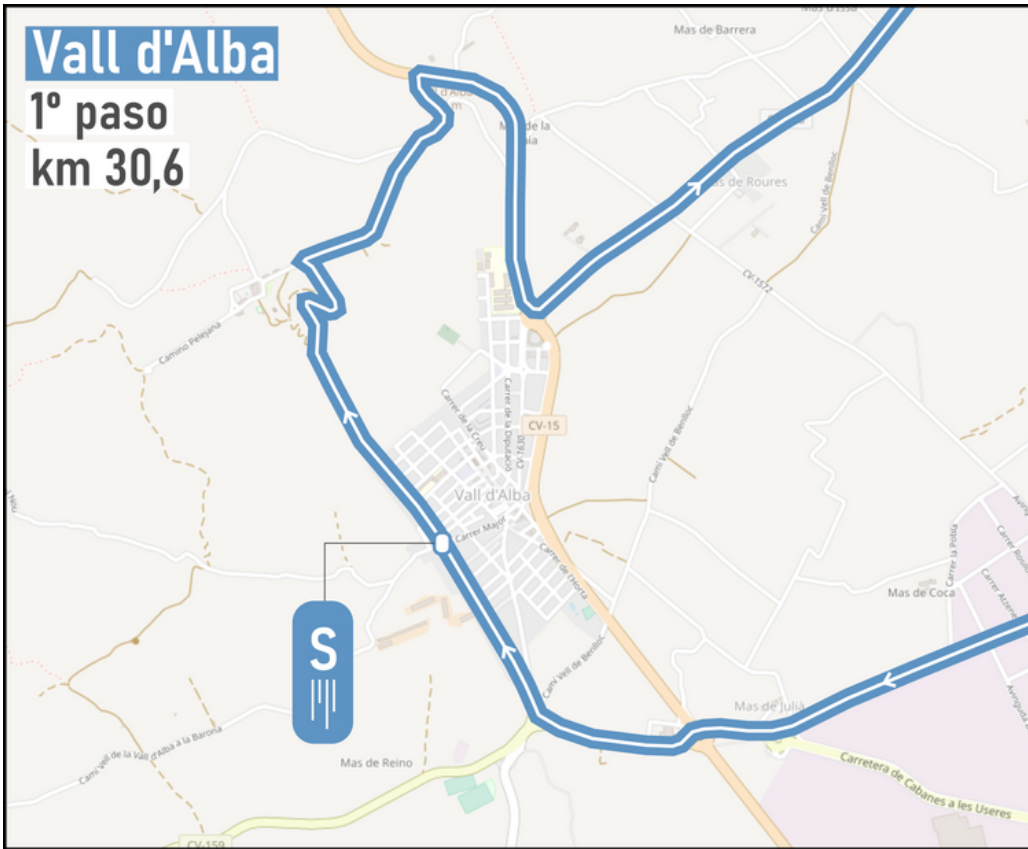 Vall d'Alba
1º paso
km 30,6
Mas de Barrera
Mas de la
Mas de Roures
Camí Vell de Benlloc
CV-1572
Camino Pelejana
Carrer de la Creu
Carrer de la Diputació
CV-1630
CV-15
Camí Vell de Benlloc
Vall d'Alba
Carrer Major
Carrer de l'Horta
Carrer la Pobla
Mas de Coca
S
Camí Vell de Benlloc
Mas de Julià
Camí Vell de la Vall d'Alba a la Barona
Mas de Reino
Carretera de Cabanes a les Useres
CV-159